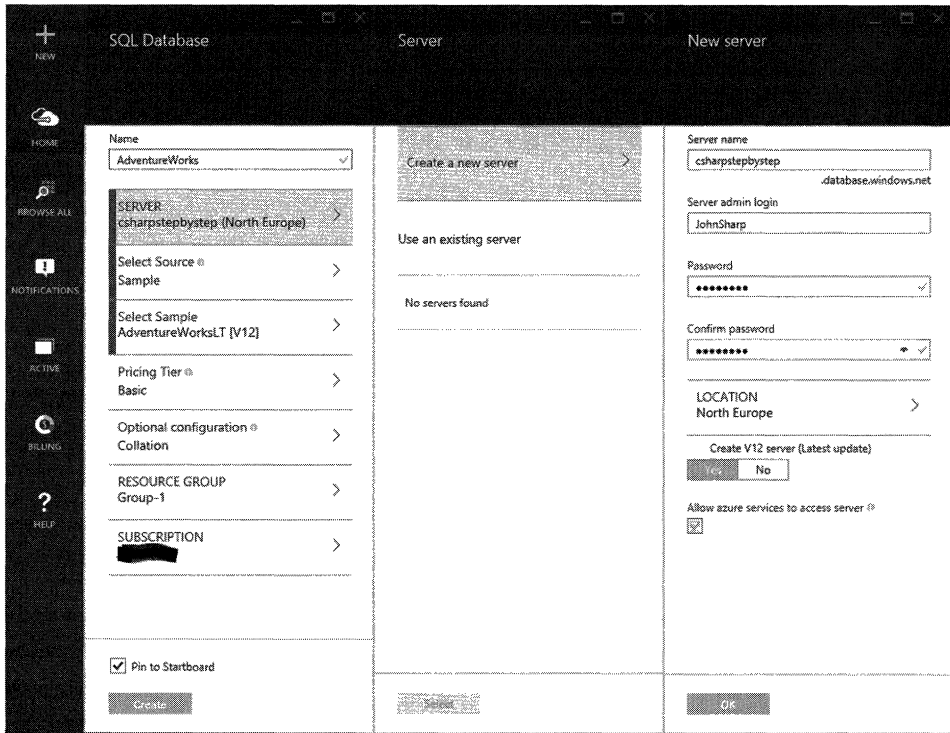 NEW
HOME
BROWSE ALL
NOTIFICATIONS
ACTIVE
BILLING
HELP
SQL Database
Name
AdventureWorks
SERVER
csharpstepbystep (North Europe)
Select Source
Sample
Select Sample
AdventureWorksLT [V12]
Pricing Tier
Basic
Optional configuration
Collation
RESOURCE GROUP
Group-1
SUBSCRIPTION
Pin to Startboard
Create
Server
Create a new server
Use an existing server
No servers found
Select
New server
Server name
csharpstepbystep
.database.windows.net
Server admin login
JohnSharp
Password
Confirm password
LOCATION
North Europe
Create V12 server (Latest update)
Yes No
Allow azure services to access server
OK